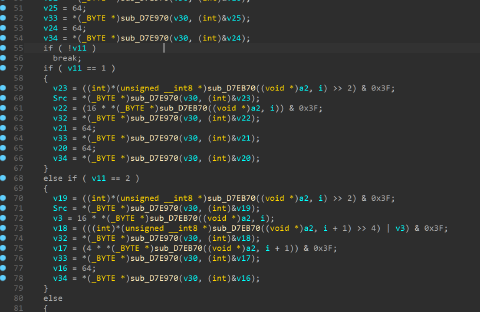 51 v25 = 64;
52 v33 = *(_BYTE *)sub_D7E970(v30, (int)&v25);
53 v24 = 64;
54 v34 = *(_BYTE *)sub_D7E970(v30, (int)&v24);
55 if ( !v11 )
56 break;
57 if ( v11 == 1 )
58 {
59 v23 = ((int)*(unsigned __int8 *)sub_D7EB70((void *)a2, i) >> 2) & 0x3F;
60 Src = *(_BYTE *)sub_D7E970(v30, (int)&v23);
61 v22 = (16 * *(_BYTE *)sub_D7EB70((void *)a2, i)) & 0x3F;
62 v32 = *(_BYTE *)sub_D7E970(v30, (int)&v22);
63 v21 = 64;
64 v33 = *(_BYTE *)sub_D7E970(v30, (int)&v21);
65 v20 = 64;
66 v34 = *(_BYTE *)sub_D7E970(v30, (int)&v20);
67 }
68 else if ( v11 == 2 )
69 {
70 v19 = ((int)*(unsigned __int8 *)sub_D7EB70((void *)a2, i) >> 2) & 0x3F;
71 Src = *(_BYTE *)sub_D7E970(v30, (int)&v19);
72 v3 = 16 * *(_BYTE *)sub_D7EB70((void *)a2, i);
73 v18 = (((int)*(unsigned __int8 *)sub_D7EB70((void *)a2, i + 1) >> 4) | v3) & 0x3F;
74 v32 = *(_BYTE *)sub_D7E970(v30, (int)&v18);
75 v17 = (4 * *(_BYTE *)sub_D7EB70((void *)a2, i + 1)) & 0x3F;
76 v33 = *(_BYTE *)sub_D7E970(v30, (int)&v17);
77 v16 = 64;
78 v34 = *(_BYTE *)sub_D7E970(v30, (int)&v16);
79 }
80 else
81 {